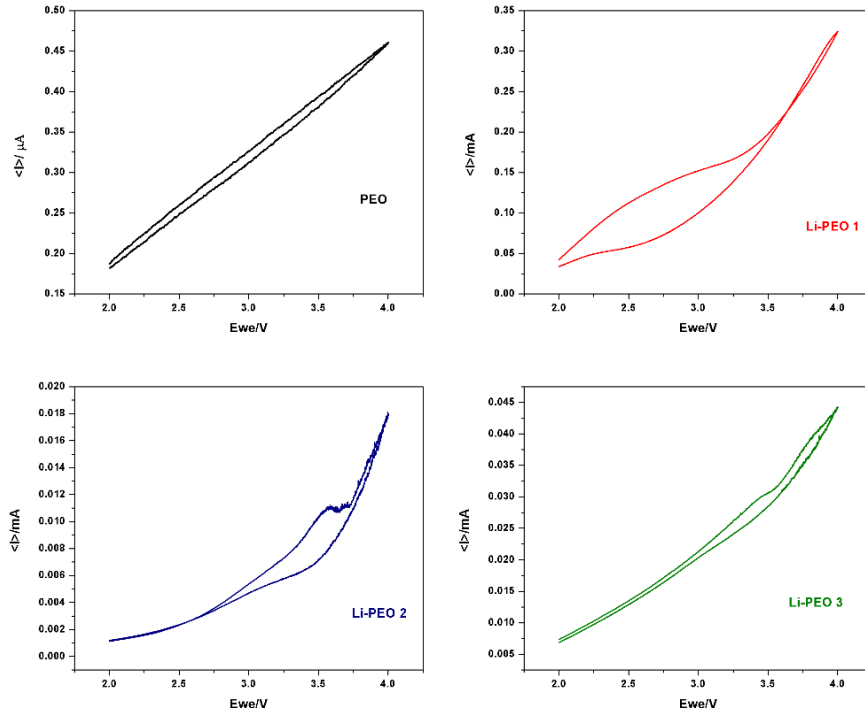 0.50
0.45
0.40
0.35
0.30
0.25
0.20
0.15
<I>/ µA
PEO
2.0 2.5 3.0 3.5 4.0
Ewe/V
0.35
0.30
0.25
0.20
0.15
0.10
0.05
0.00
<I>/mA
Li-PEO 1
2.0 2.5 3.0 3.5 4.0
Ewe/V
0.020
0.018
0.016
0.014
0.012
0.010
0.008
0.006
0.004
0.002
0.000
<I>/mA
Li-PEO 2
2.0 2.5 3.0 3.5 4.0
Ewe/V
0.045
0.040
0.035
0.030
0.025
0.020
0.015
0.010
0.005
<I>/mA
Li-PEO 3
2.0 2.5 3.0 3.5 4.0
Ewe/V